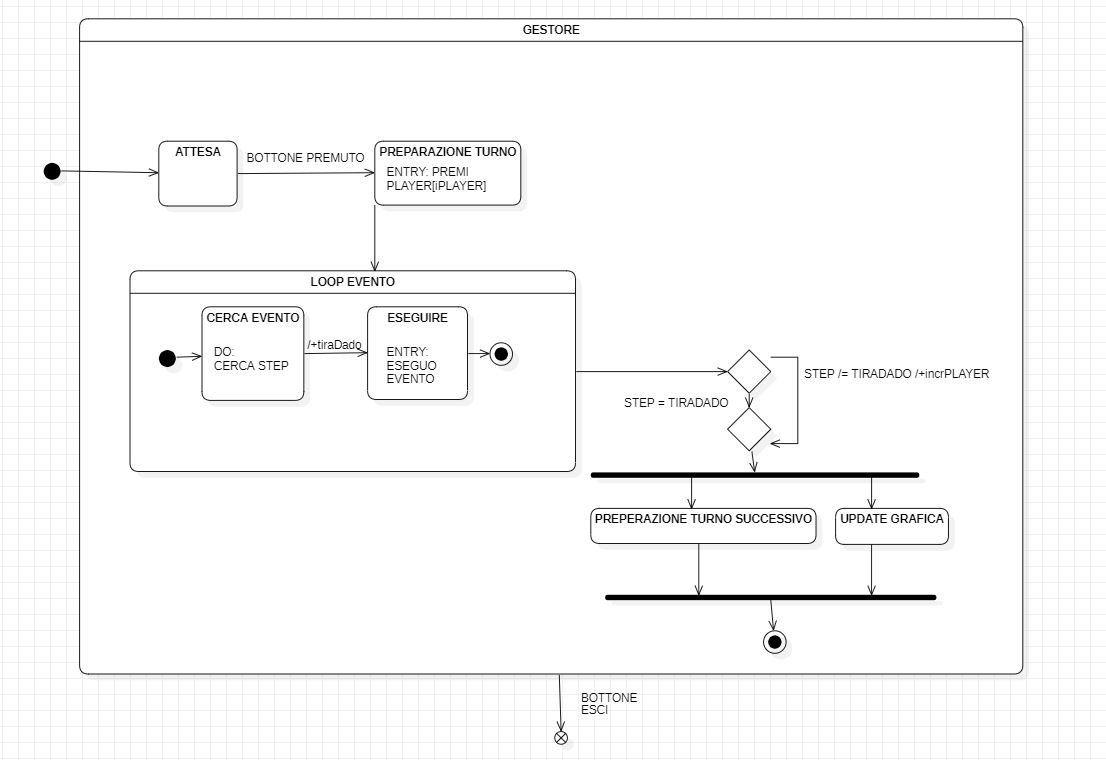 GESTORE
ATTESA
BOTTONE PREMUTO
PREPARAZIONE TURNO
ENTRY: PREMI
PLAYER[iPLAYER]
LOOP EVENTO
CERCA EVENTO
DO:
CERCA STEP
/+tiraDado
ESEGUIRE
ENTRY:
ESEGUO
EVENTO
STEP /= TIRADADO /+incrPLAYER
STEP = TIRADADO
PREPERAZIONE TURNO SUCCESSIVO
UPDATE GRAFICA
BOTTONE
ESCI